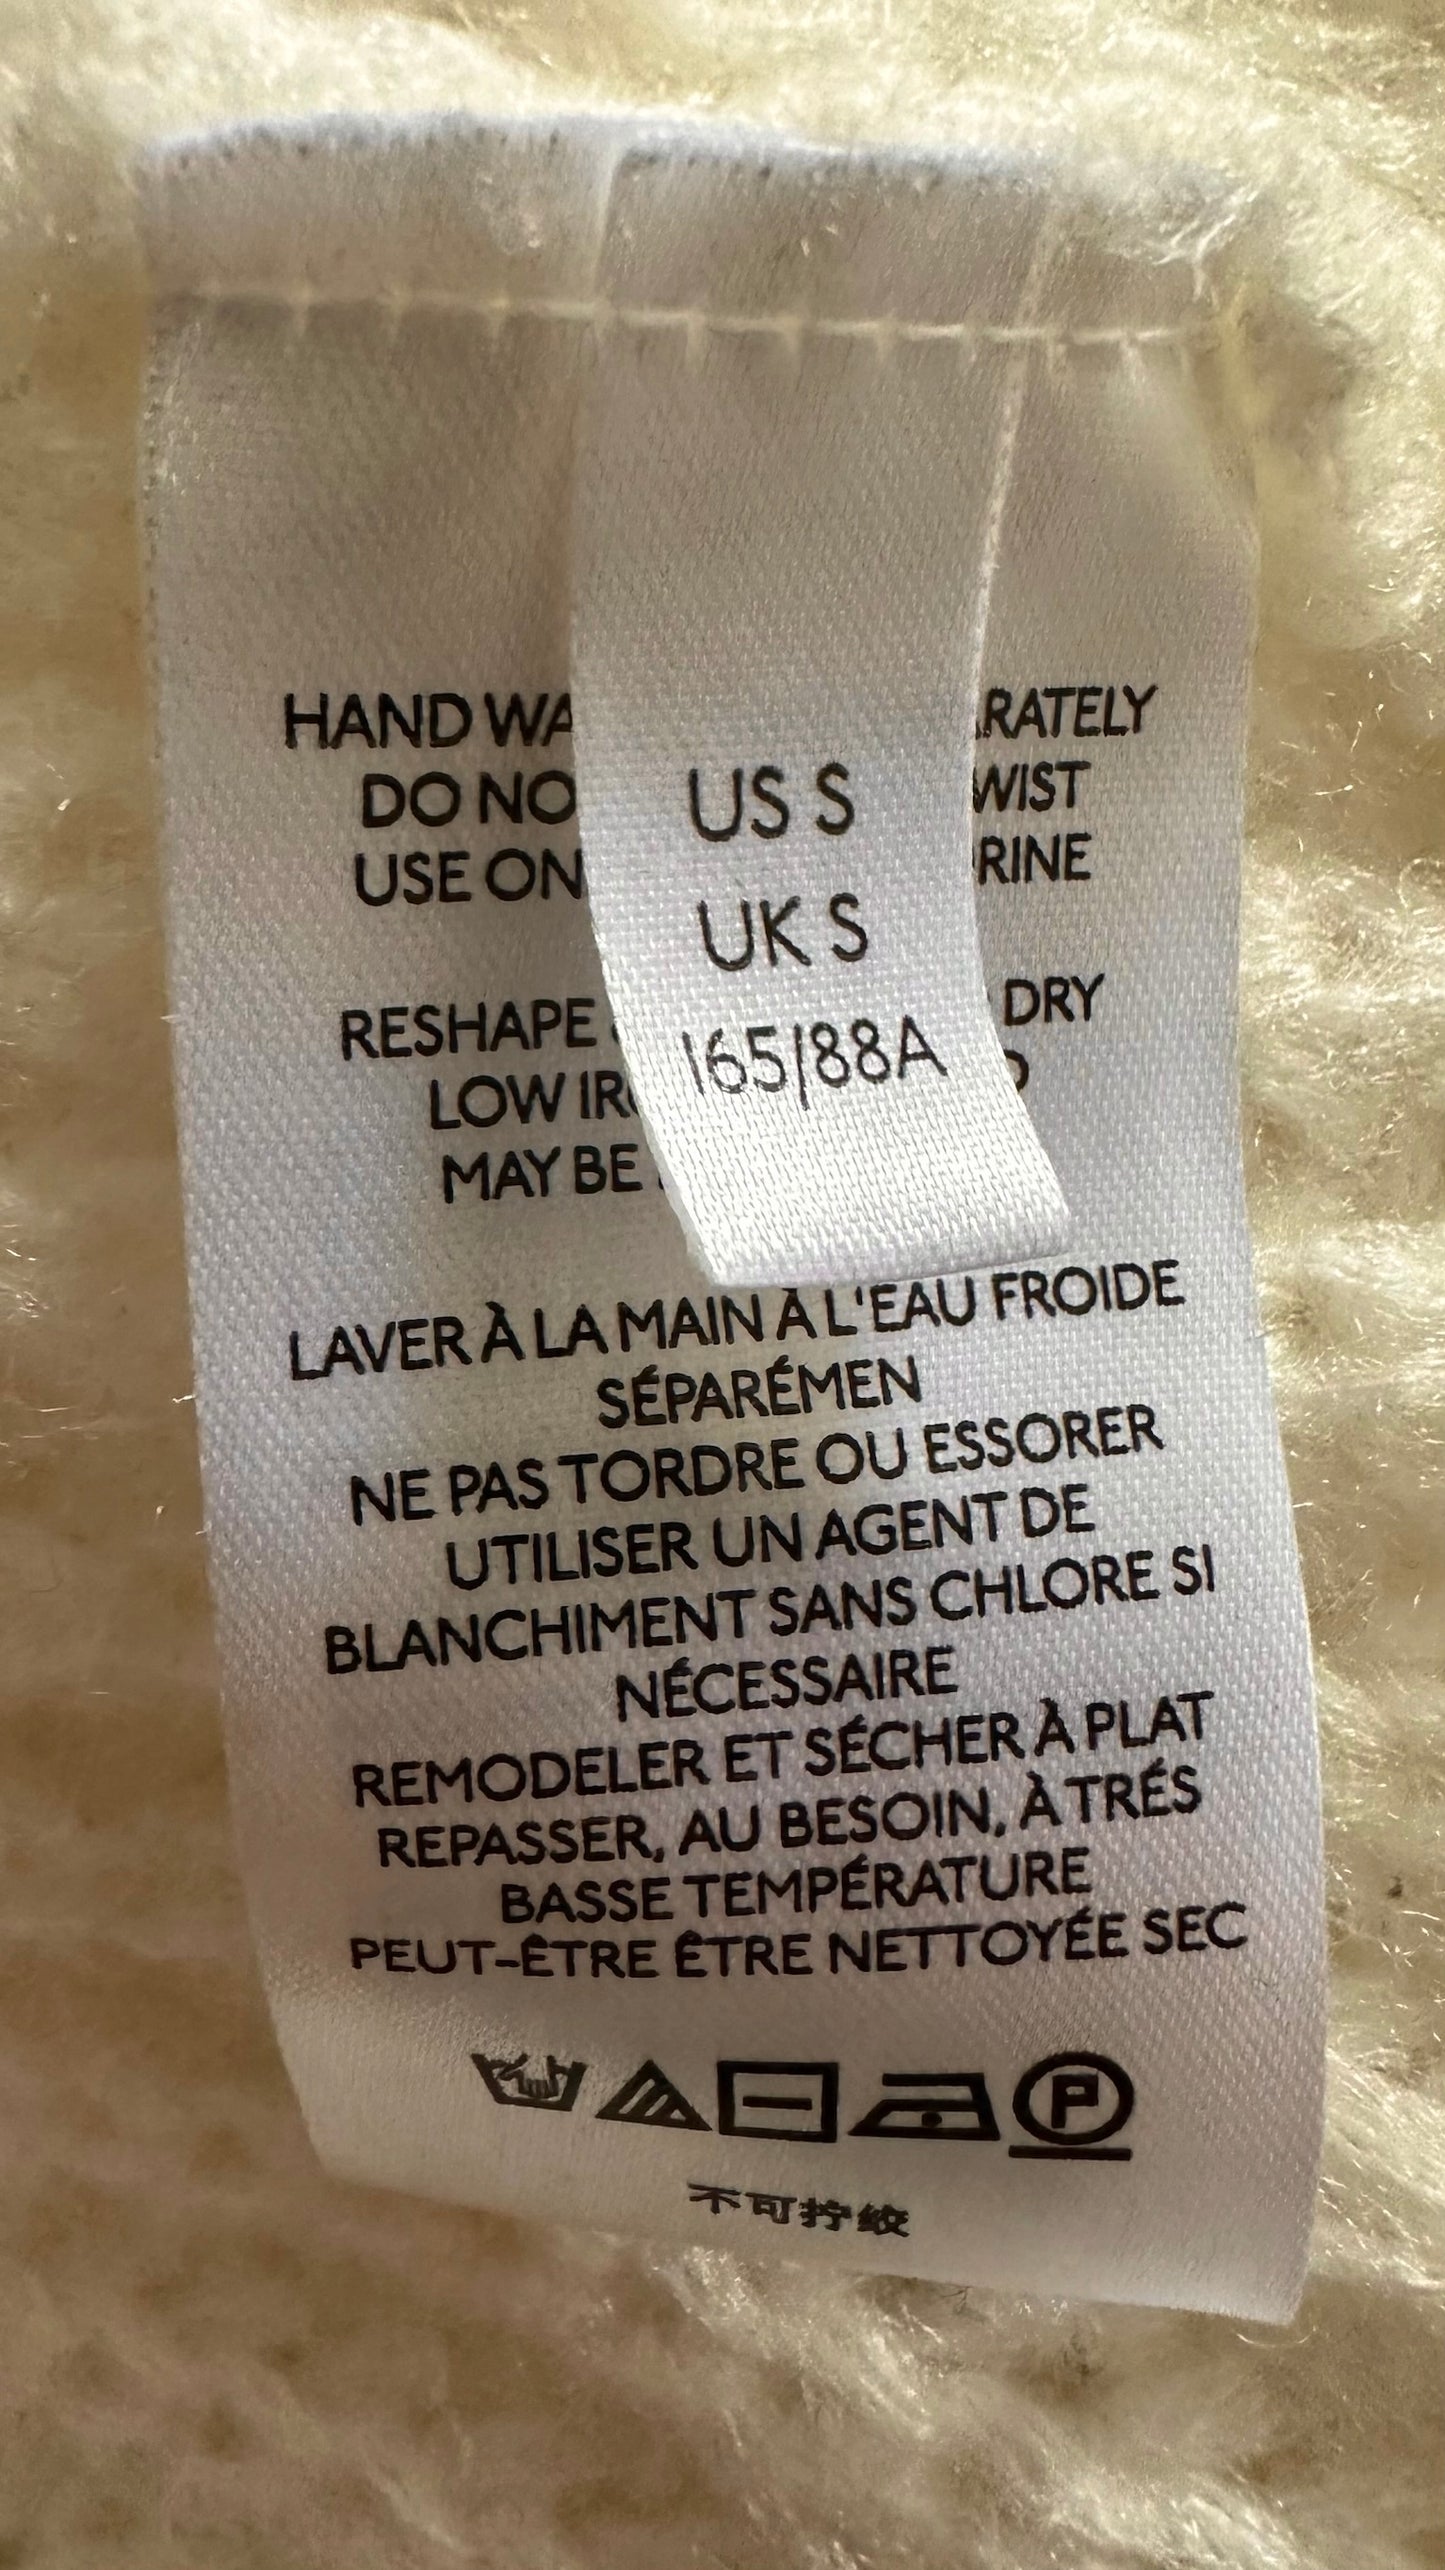 HAND WA
RATELY
DO NO
WIST
USE ON
RINE
RESHAPE
DRY
LOW IR
MAY BE
US S
UK S
165/88A
LAVER À LA MAIN À L'EAU FROIDE
SÉPARÉMEN
NE PAS TORDRE OU ESSORER
UTILISER UN AGENT DE
BLANCHIMENT SANS CHLORE SI
NÉCESSAIRE
REMODELER ET SÉCHER À PLAT
REPASSER, AU BESOIN, À TRÉS
BASSE TEMPÉRATURE
PEUT-ÊTRE ÊTRE NETTOYÉE SEC
P
不可拧绞